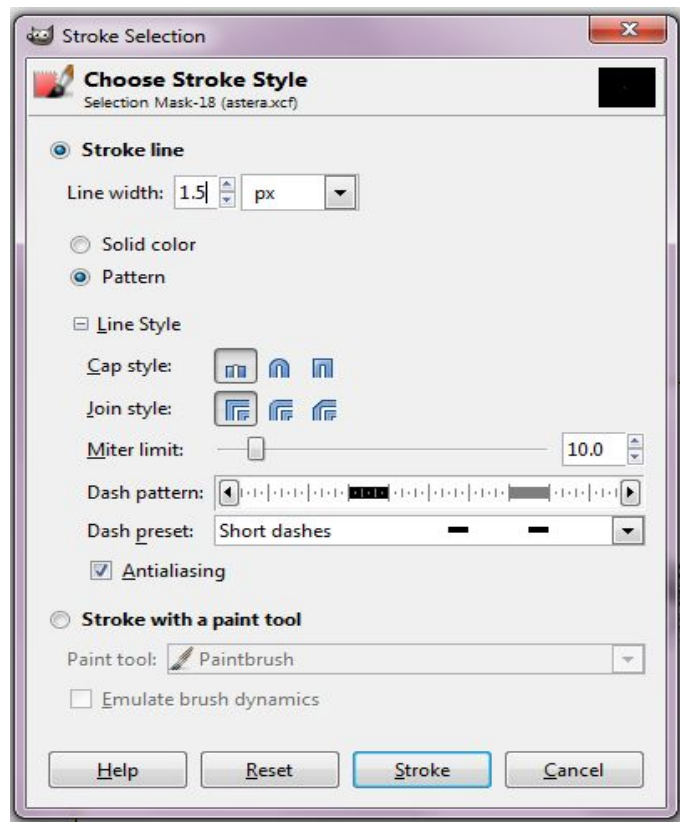 Stroke Selection
Choose Stroke Style
Selection Mask-18 (astera.xcf)
Stroke line
Line width: 1.5 px
Solid color
Pattern
Line Style
Cap style:
Join style:
Miter limit: 10.0
Dash pattern:
Dash preset: Short dashes
Antialiasing
Stroke with a paint tool
Paint tool: Paintbrush
Emulate brush dynamics
Help Reset Stroke Cancel